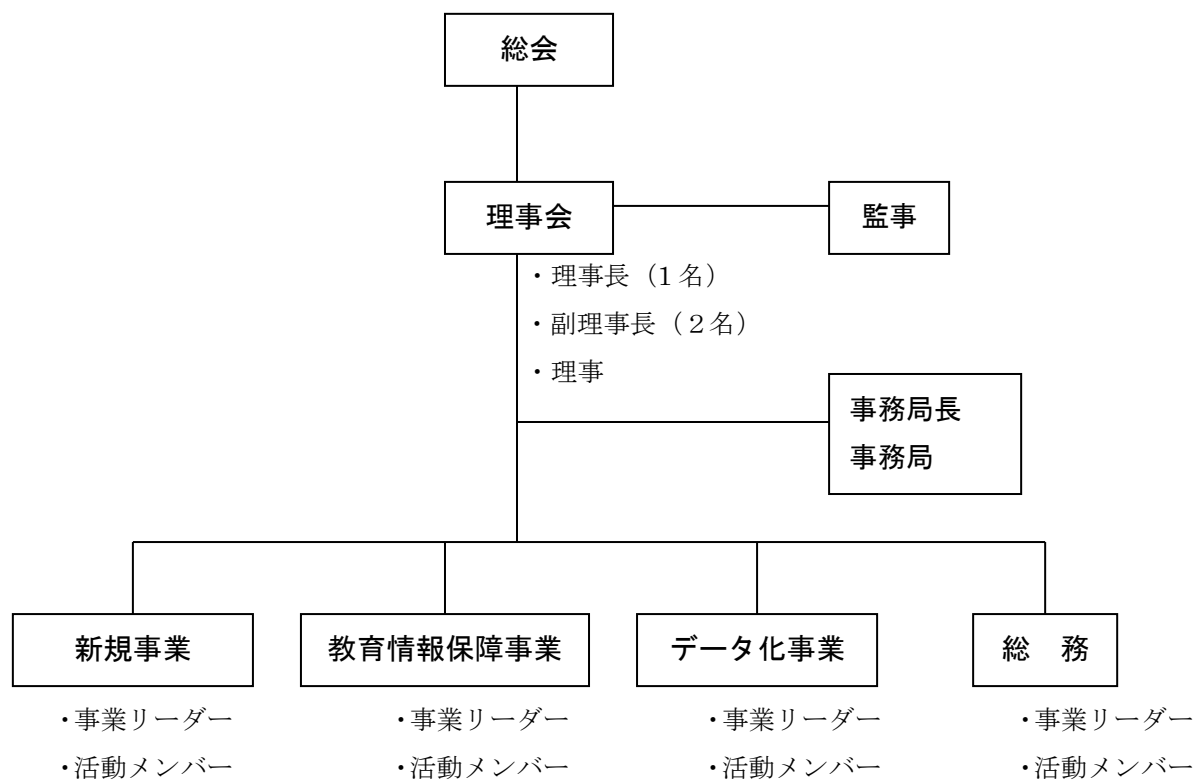 総会
理事会
監事
・理事長（1 名）
・副理事長（２名）
・理事
事務局長
事務局
新規事業
教育情報保障事業
データ化事業
総　務
・事業リーダー
・事業リーダー
・事業リーダー
・事業リーダー
・活動メンバー
・活動メンバー
・活動メンバー
・活動メンバー